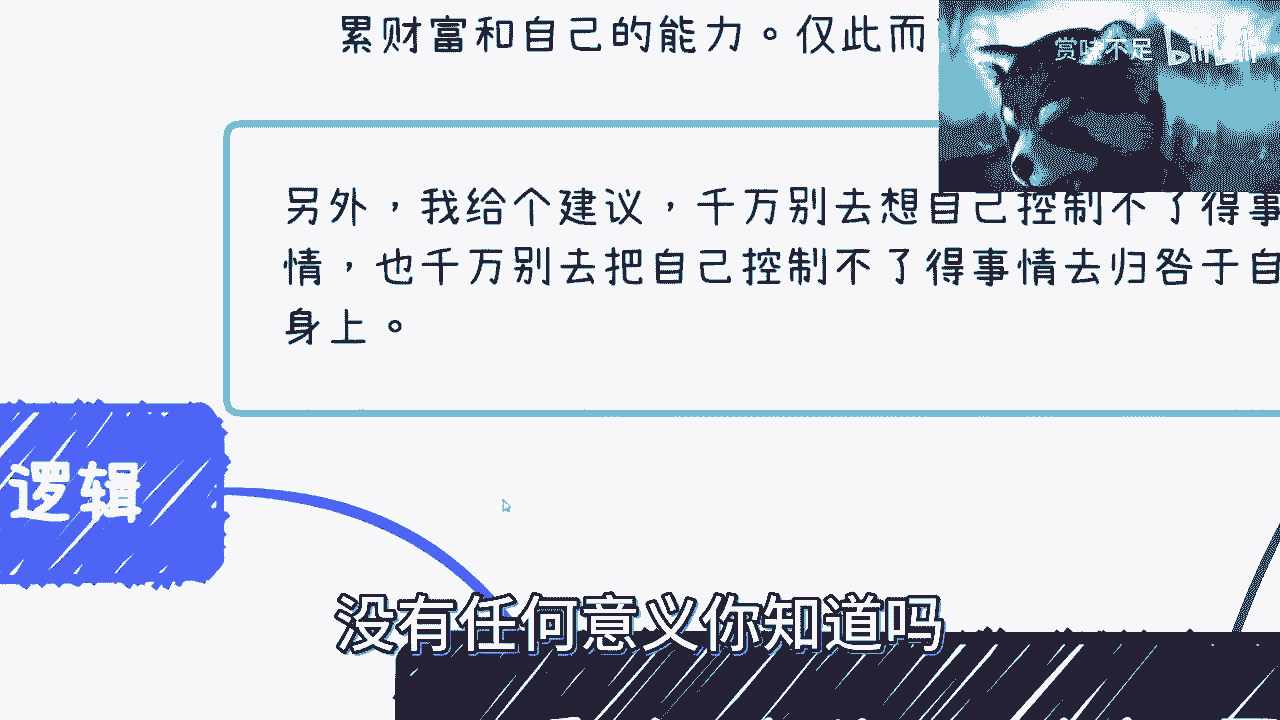 累财富和自己的能力。仅此而
赏味不足 bilibili
另外，我给个建议，千万别去想自己控制不了得事
情，也千万别去把自己控制不了得事情去归咎于自
身上。
逻辑
没有任何意义你知道吗